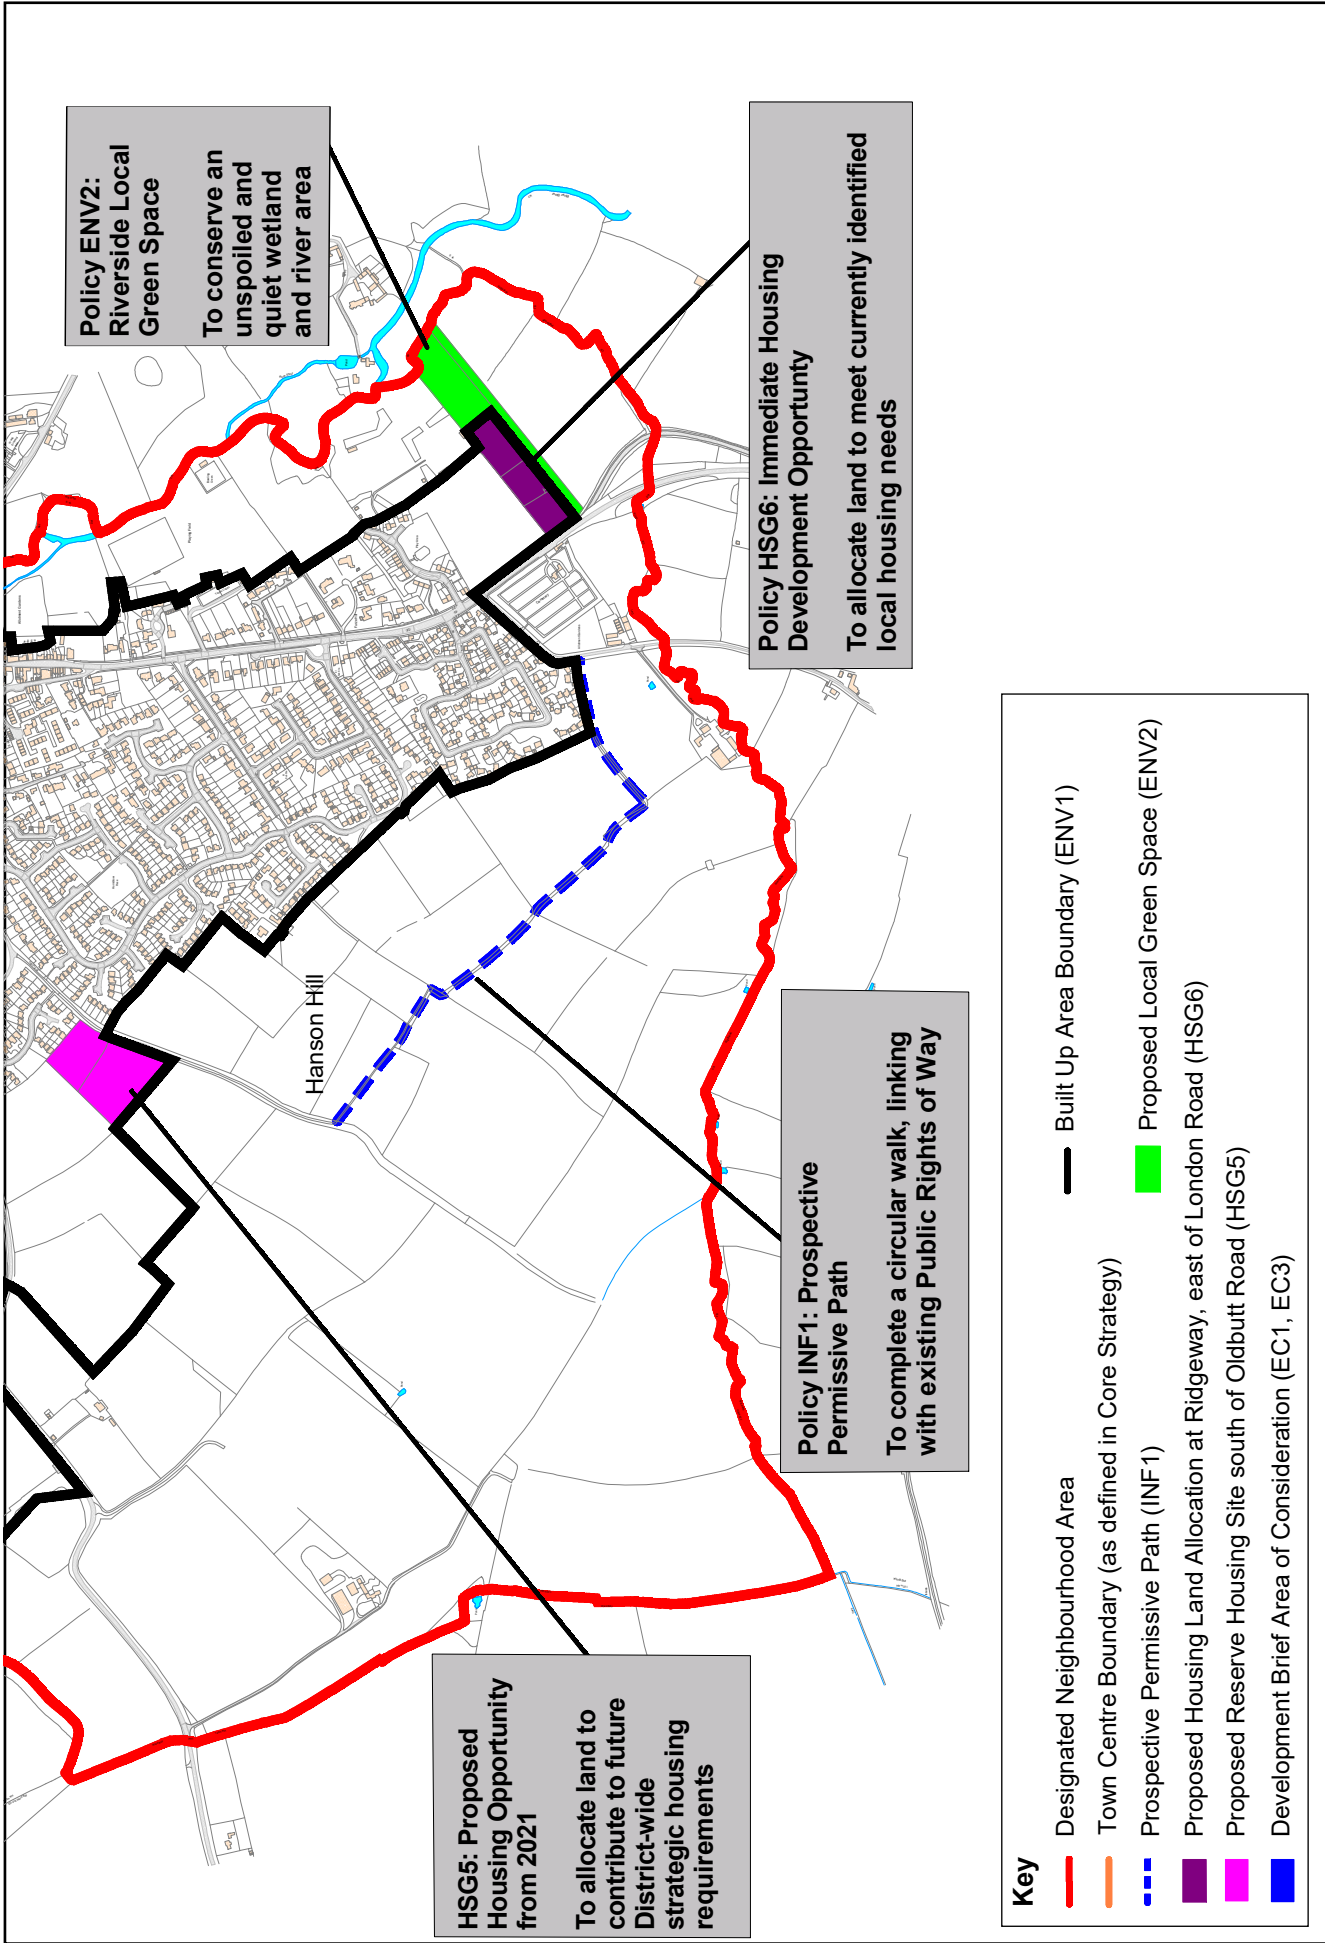 Policy ENV2:
Riverside Local
Green Space
To conserve an
unspoiled and
quiet wetland
and river area
Policy HSG6: Immediate Housing
Development Opportunty
To allocate land to meet currently identified
local housing needs
Hanson Hill
Policy INF1: Prospective
Permissive Path
To complete a circular walk, linking
with existing Public Rights of Way
HSG5: Proposed
Housing Opportunity
from 2021
To allocate land to
contribute to future
District-wide
strategic housing
requirements
Key
Designated Neighbourhood Area
Built Up Area Boundary (ENV1)
Town Centre Boundary (as defined in Core Strategy)
Prospective Permissive Path (INF1)
Proposed Local Green Space (ENV2)
Proposed Housing Land Allocation at Ridgeway, east of London Road (HSG6)
Proposed Reserve Housing Site south of Oldbutt Road (HSG5)
Development Brief Area of Consideration (EC1, EC3)